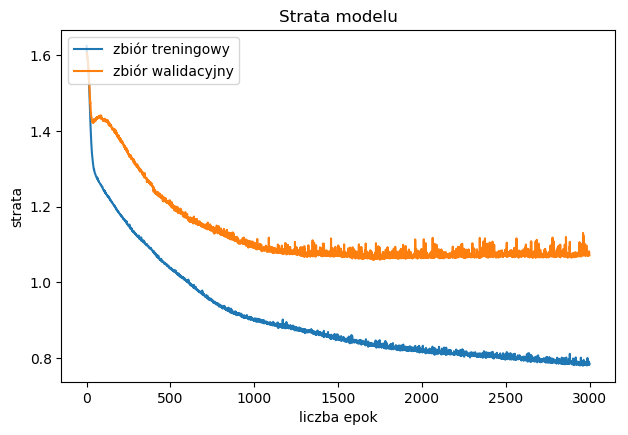 Strata modelu
zbiór treningowy
zbiór walidacyjny
strata
1.6
1.4
1.2
1.0
0.8
0 500 1000 1500 2000 2500 3000
liczba epok